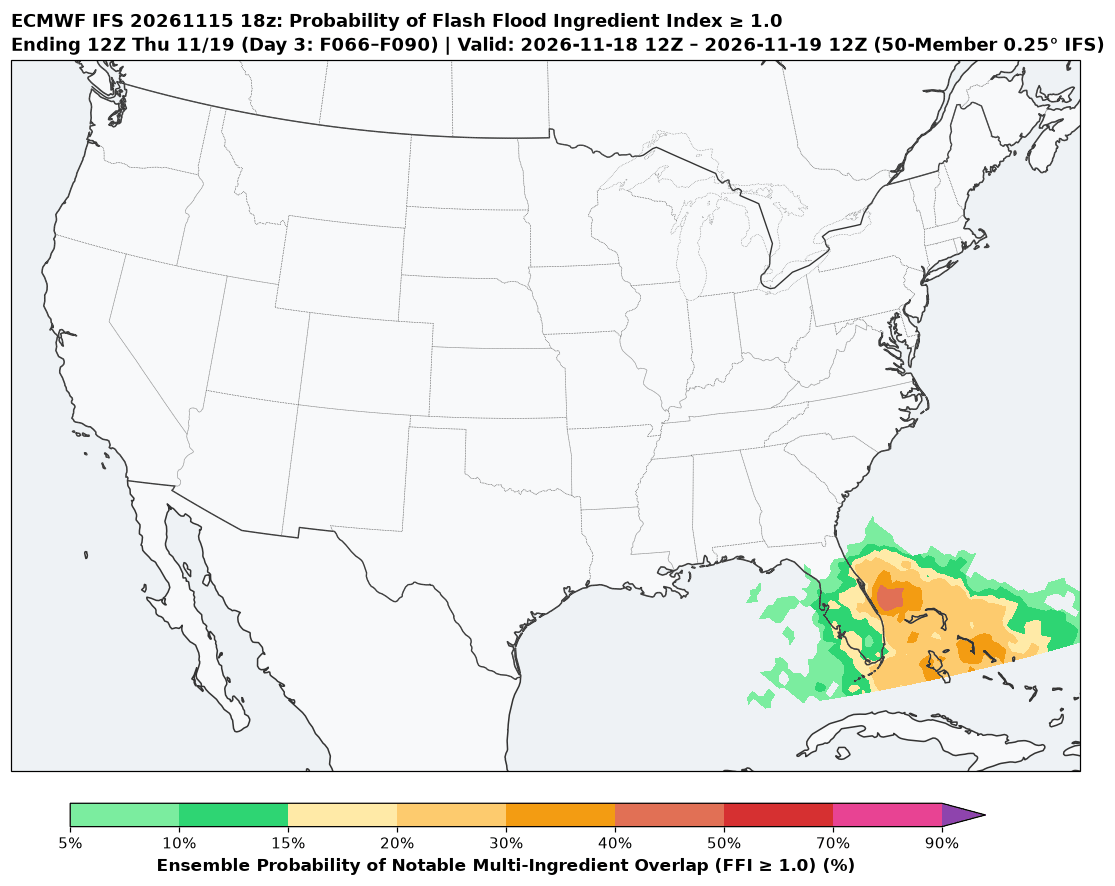 ECMWF IFS 20261115 18z: Probability of Flash Flood Ingredient Index ≥ 1.0
Ending 12Z Thu 11/19 (Day 3: F066–F090) | Valid: 2026-11-18 12Z – 2026-11-19 12Z (50-Member 0.25° IFS)
5% 10% 15% 20% 30% 40% 50% 70% 90%
Ensemble Probability of Notable Multi-Ingredient Overlap (FFI ≥ 1.0) (%)